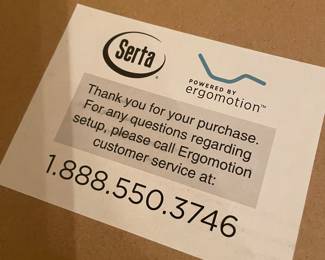 Serta®
POWERED BY
ergomotion™
Thank you for your purchase.
For any questions regarding
setup, please call Ergomotion
customer service at:
1.888.550.3746